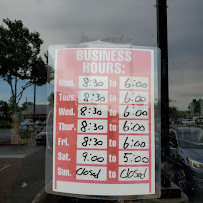 BUSINESS
HOURS:
Mon. 8:30 to 6:00
Tues. 8:30 to 6:00
Wed. 8:30 to 6:00
Thur. 8:30 to 6:00
Fri. 8:30 to 6:00
Sat. 9:00 to 5:00
Sun. Closed to Closed